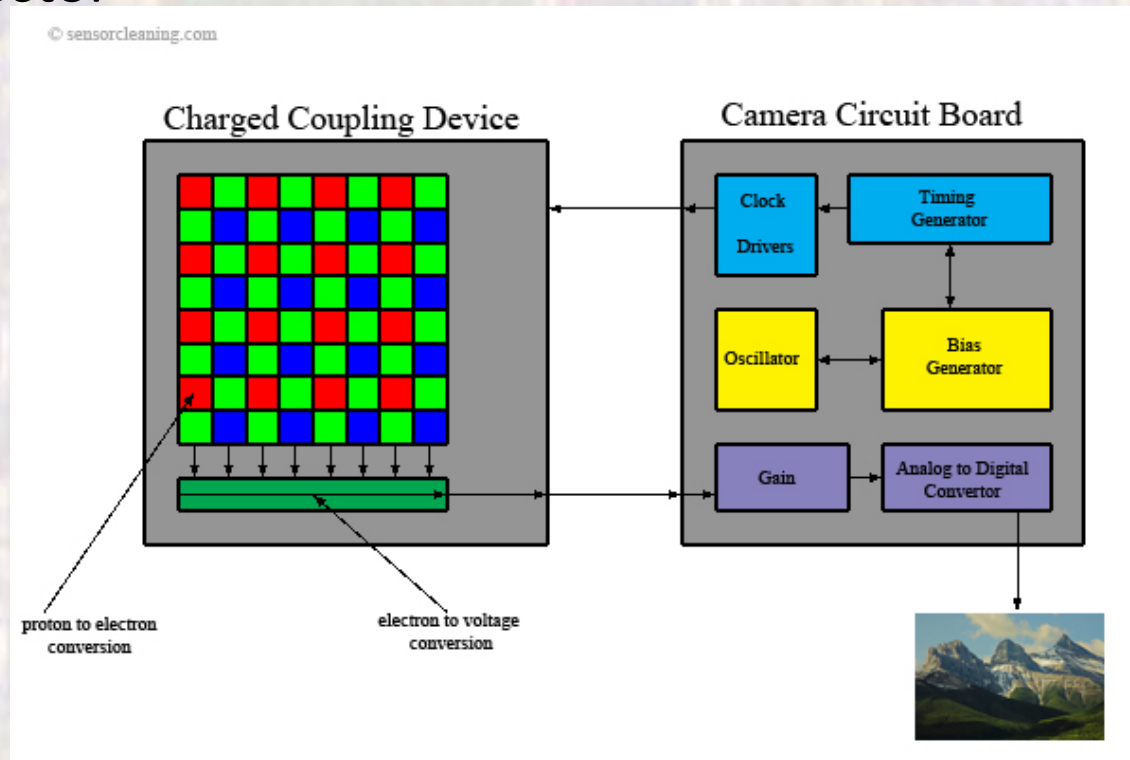 © sensorcleaning.com
Charged Coupling Device
Camera Circuit Board
Clock
Drivers
Timing
Generator
Oscillator
Bias
Generator
Gain
Analog to Digital
Convertor
proton to electron
conversion
electron to voltage
conversion